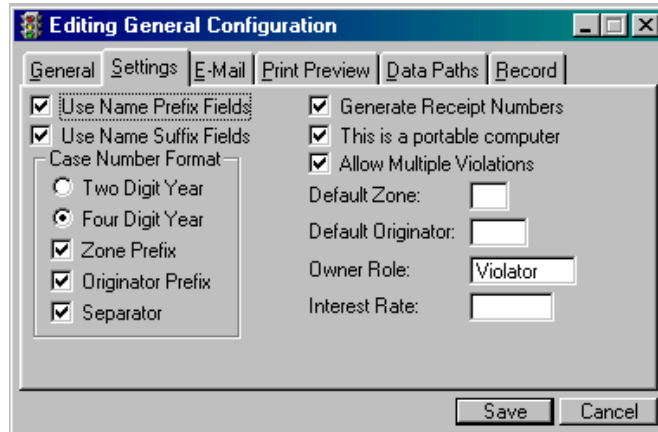 Editing General Configuration
General Settings E-Mail Print Preview Data Paths Record
Use Name Prefix Fields
Use Name Suffix Fields
Case Number Format
Two Digit Year
Four Digit Year
Zone Prefix
Originator Prefix
Separator
Generate Receipt Numbers
This is a portable computer
Allow Multiple Violations
Default Zone:
Default Originator:
Owner Role: Violator
Interest Rate:
Save Cancel